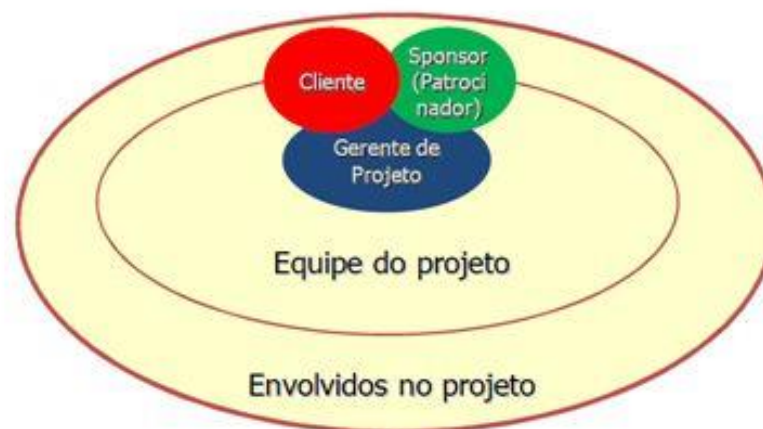 Cliente
Sponsor
(Patroci
nador)
Gerente de
Projeto
Equipe do projeto
Envolvidos no projeto